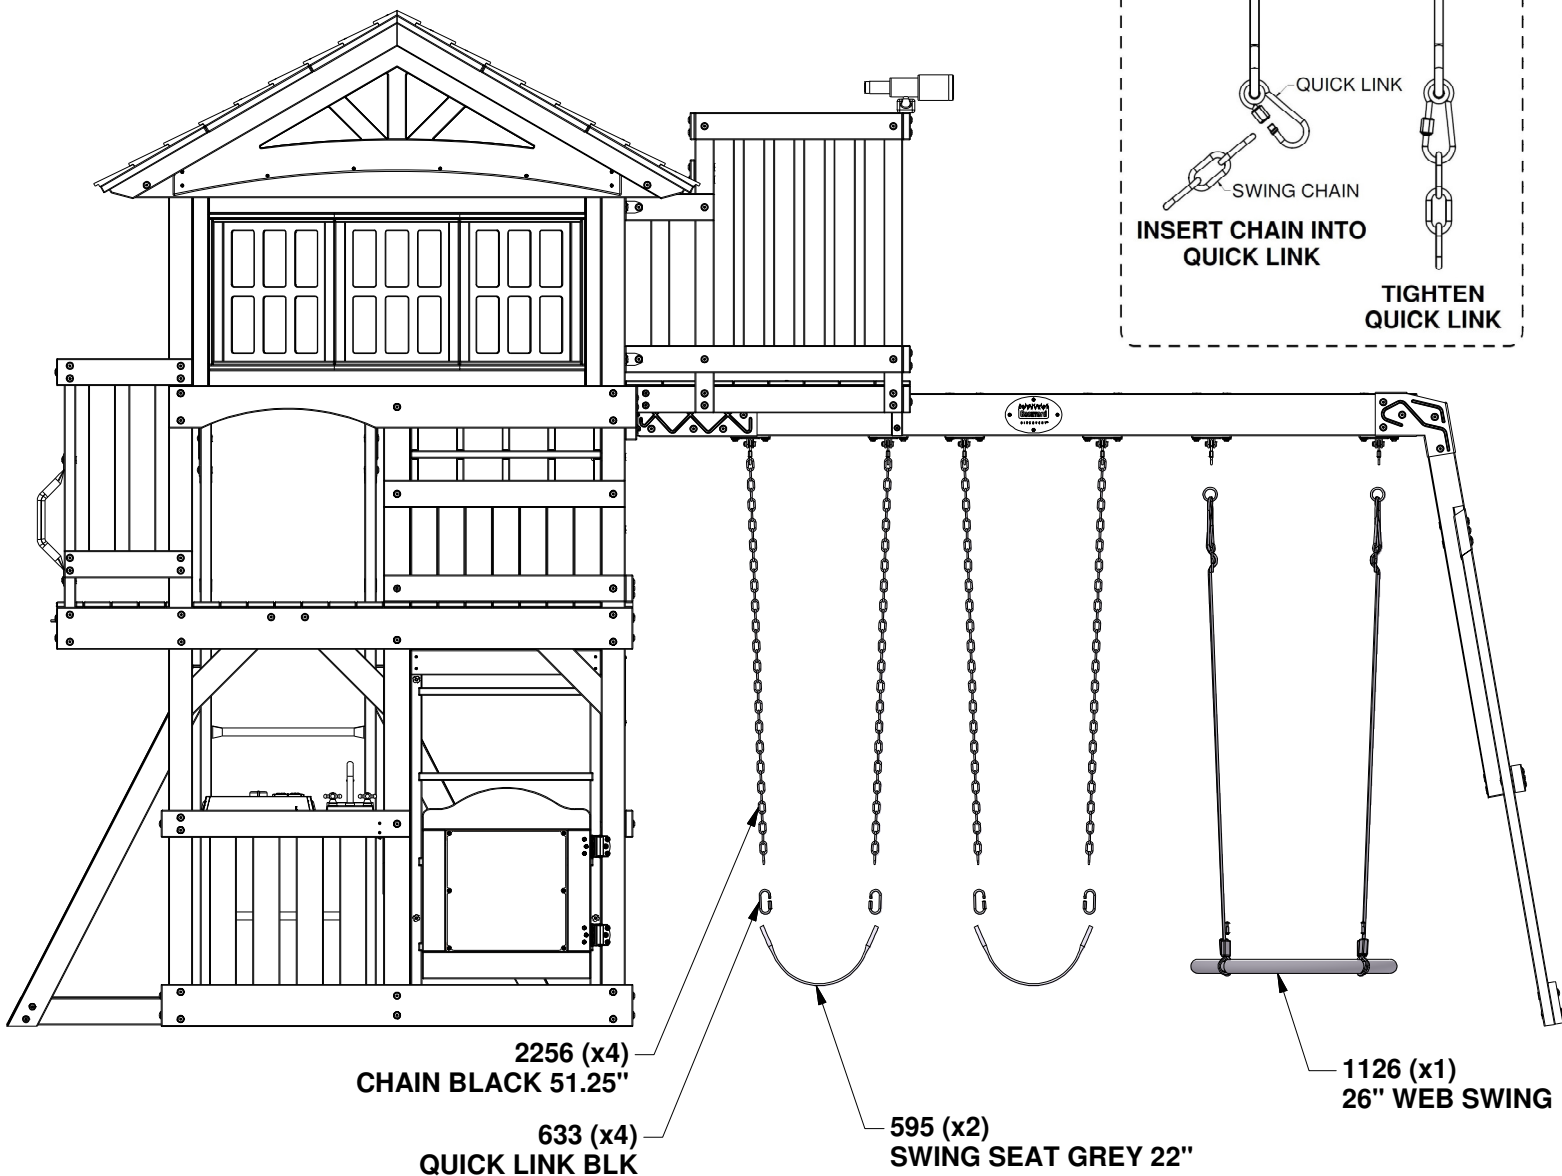 QUICK LINK
SWING CHAIN
INSERT CHAIN INTO
QUICK LINK
TIGHTEN
QUICK LINK
2256 (x4)
CHAIN BLACK 51.25"
633 (x4)
QUICK LINK BLK
595 (x2)
SWING SEAT GREY 22"
1126 (x1)
26" WEB SWING